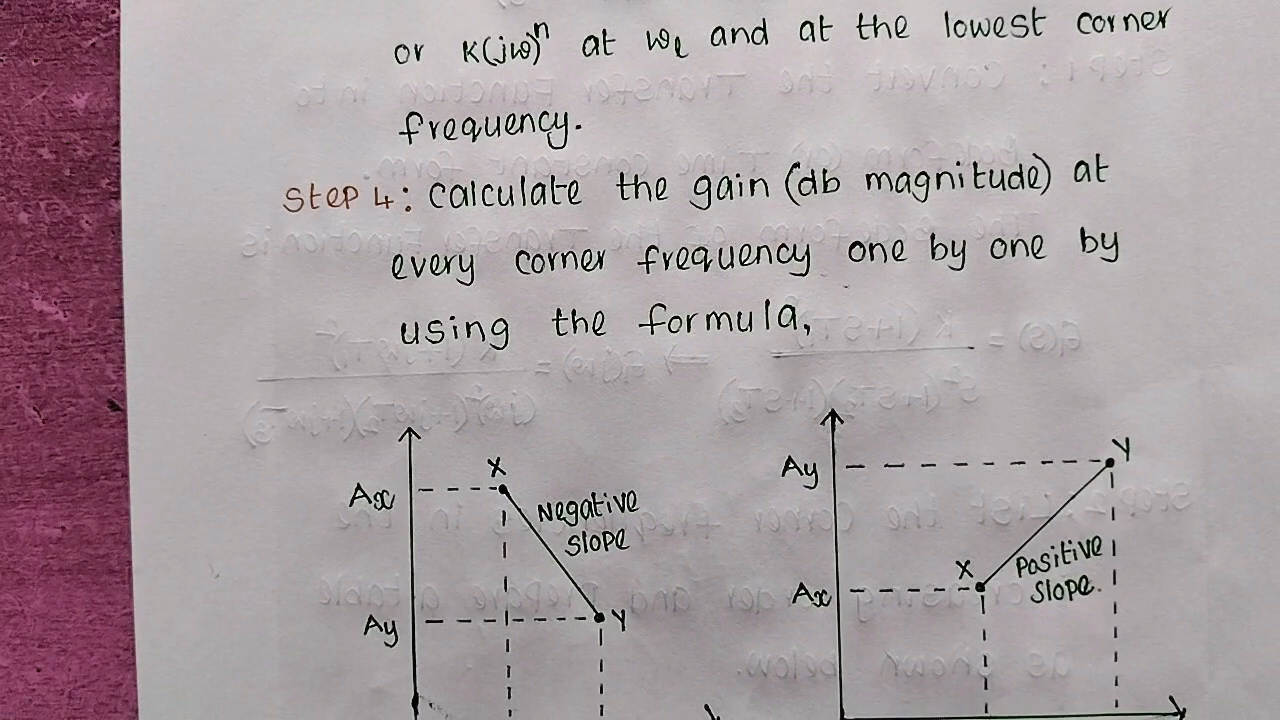 or K(jω)ⁿ at ωl and at the lowest corner
frequency.
Step 4: calculate the gain (db magnitude) at
every corner frequency one by one by
using the formula,
Ax
X
Negative
slope
Ay
Y
Ay
Y
Ax
X
Positive
slope.